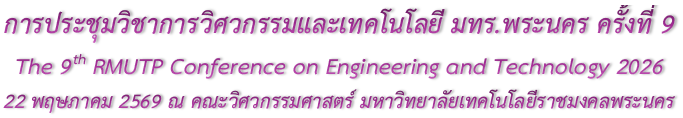 การประชุมวิชาการวิศวกรรมและเทคโนโลยี มทร.พระนคร ครั้งที่ 9
The 9th RMUTP Conference on Engineering and Technology 2026
22 พฤษภาคม 2569 ณ คณะวิศวกรรมศาสตร์ มหาวิทยาลัยเทคโนโลยีราชมงคลพระนคร